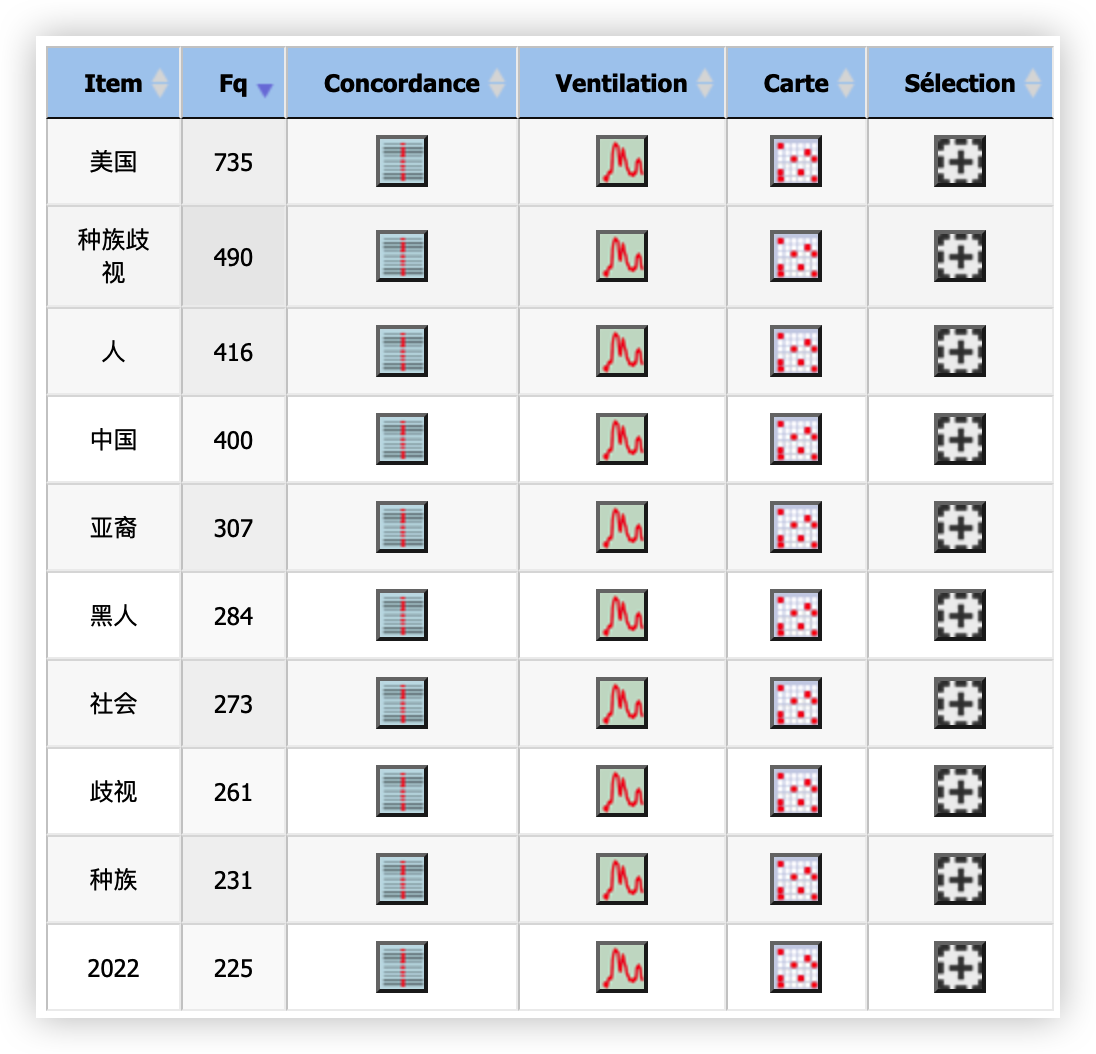 Item Fq Concordance Ventilation Carte Sélection
美国 735
种族歧
视 490
人 416
中国 400
亚裔 307
黑人 284
社会 273
歧视 261
种族 231
2022 225